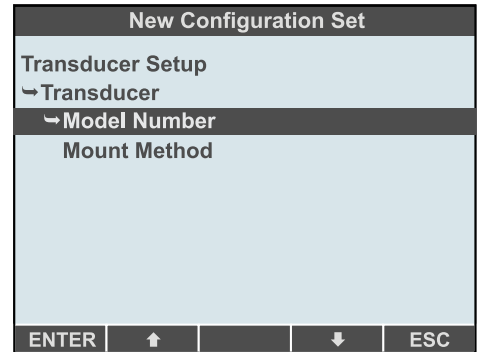 New Configuration Set
Transducer Setup
⮩Transducer
⮩Model Number
Mount Method
ENTER ⬆ ⬇ ESC